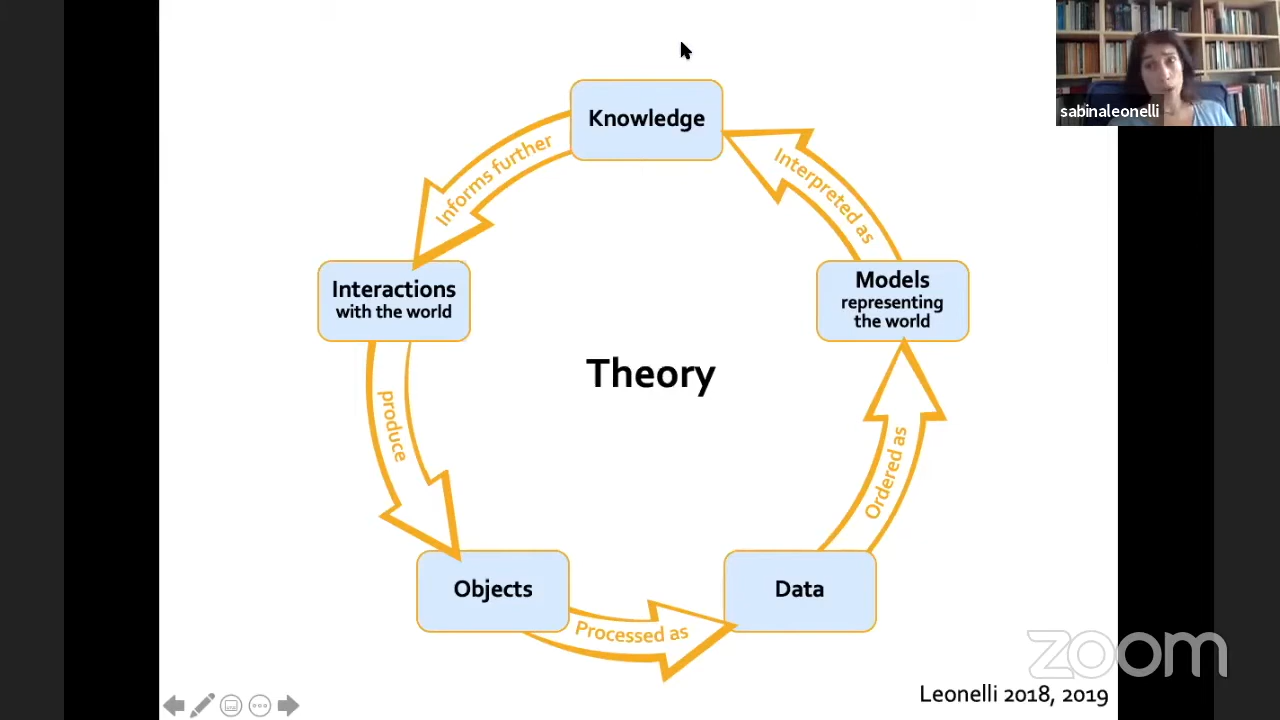 sabinaleonelli
Knowledge
Informs further
Interpreted as
Interactions
with the world
Models
representing
the world
Theory
produce
Ordered as
Objects
Data
Processed as
zoom
Leonelli 2018, 2019